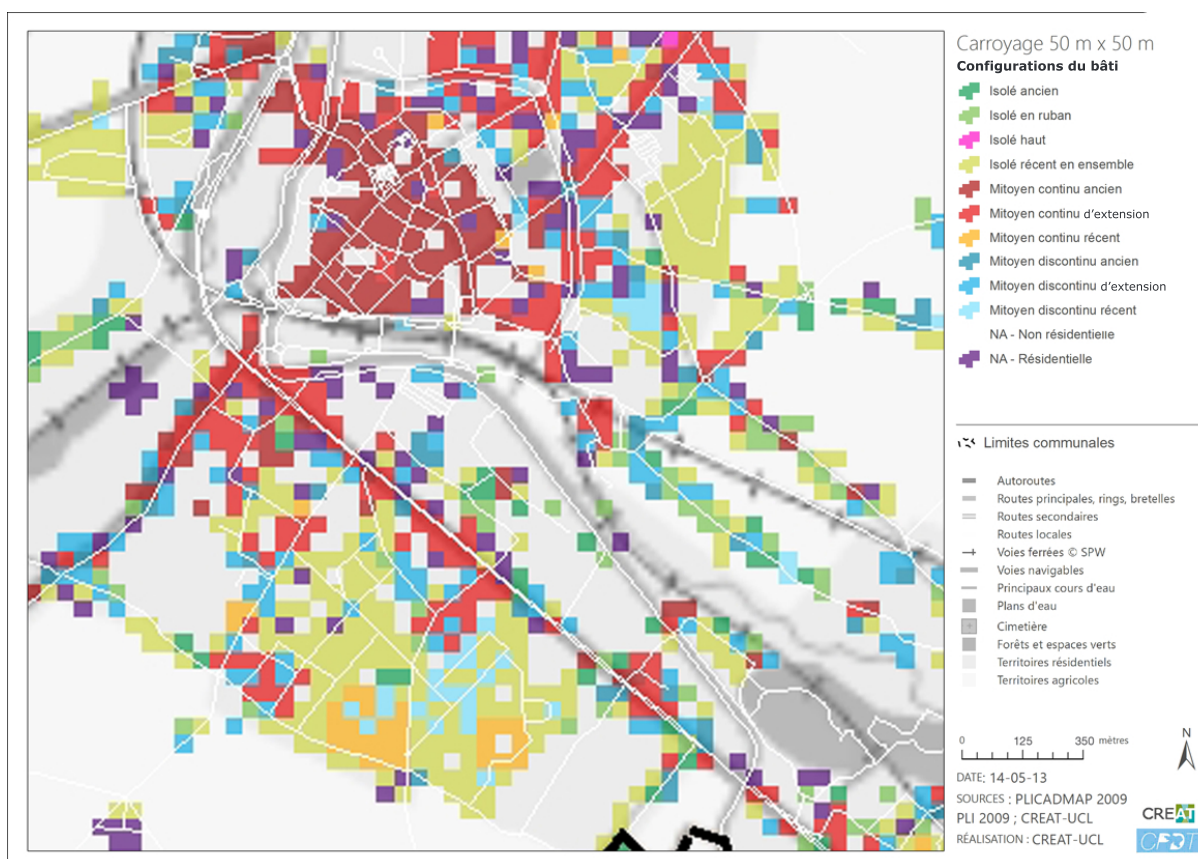 Carroyage 50 m x 50 m
Configurations du bâti
Isolé ancien
Isolé en ruban
Isolé haut
Isolé récent en ensemble
Mitoyen continu ancien
Mitoyen continu d'extension
Mitoyen continu récent
Mitoyen discontinu ancien
Mitoyen discontinu d'extension
Mitoyen discontinu récent
NA - Non résidentielle
NA - Résidentielle
Limites communales
Autoroutes
Routes principales, rings, bretelles
Routes secondaires
Routes locales
Voies ferrées © SPW
Voies navigables
Principaux cours d'eau
Plans d'eau
Cimetière
Forêts et espaces verts
Territoires résidentiels
Territoires agricoles
0 125 350 mètres
N
DATE: 14-05-13
SOURCES : PLICADMAP 2009
PLI 2009 ; CREAT-UCL
RÉALISATION : CREAT-UCL
CREAT
CPDT